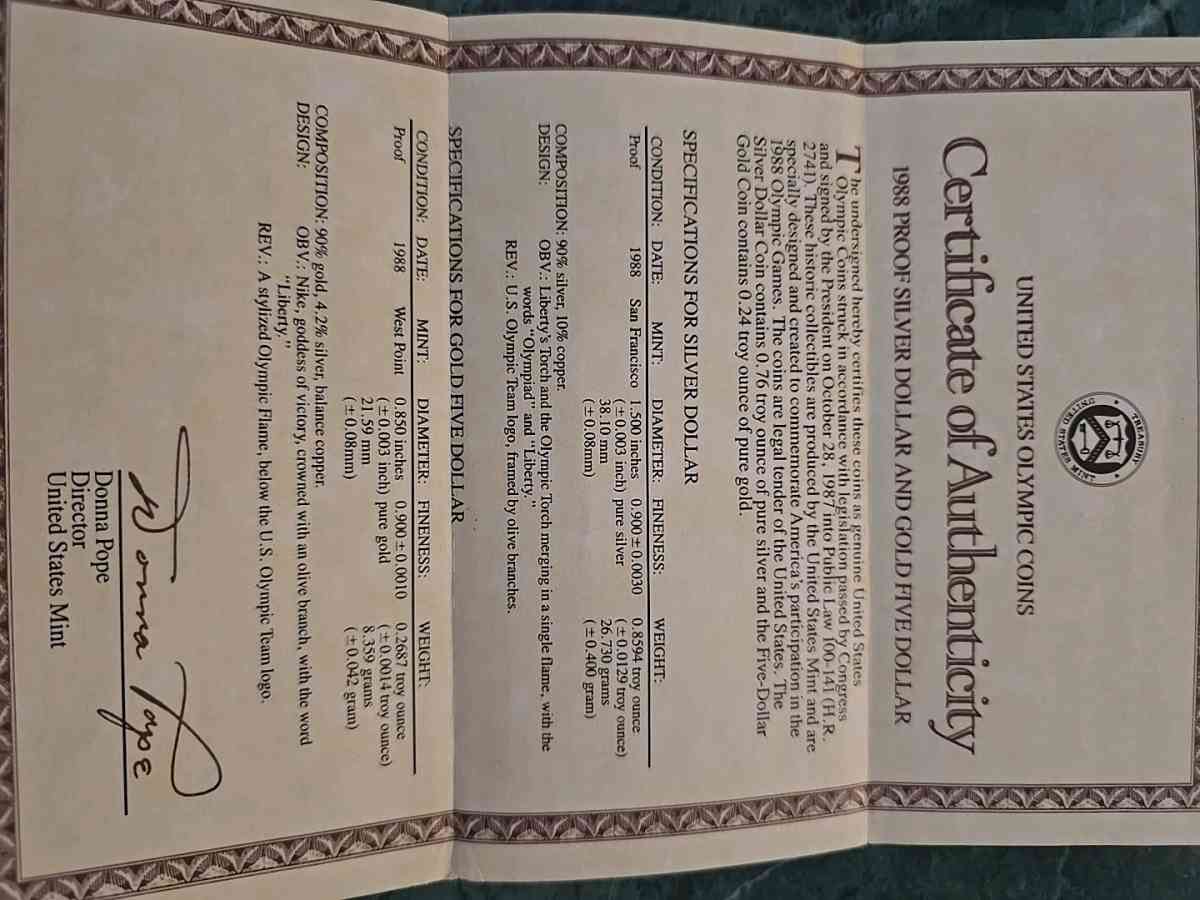 TREASURY
UNITED STATES MINT
UNITED STATES OLYMPIC COINS
Certificate of Authenticity
1988 PROOF SILVER DOLLAR AND GOLD FIVE DOLLAR
The undersigned hereby certifies these coins as genuine United States
Olympic Coins struck in accordance with legislation passed by Congress
and signed by the President on October 28, 1987 into Public Law 100-141 (H.R.
2741). These historic collectibles are produced by the United States Mint and are
specially designed and created to commemorate America's participation in the
1988 Olympic Games. The coins are legal tender of the United States. The
Silver Dollar Coin contains 0.76 troy ounce of pure silver and the Five-Dollar
Gold Coin contains 0.24 troy ounce of pure gold.
SPECIFICATIONS FOR SILVER DOLLAR
CONDITION: DATE: MINT: DIAMETER: FINENESS: WEIGHT:
Proof 1988 San Francisco 1.500 inches 0.900±0.0030 0.8594 troy ounce
(±0.003 inch) pure silver (±0.0129 troy ounce)
38.10 mm 26.730 grams
(±0.08mm) (±0.400 gram)
COMPOSITION: 90% silver, 10% copper.
DESIGN: OBV.: Liberty's Torch and the Olympic Torch merging in a single flame, with the
words "Olympiad" and "Liberty."
REV.: U.S. Olympic Team logo, framed by olive branches.
SPECIFICATIONS FOR GOLD FIVE DOLLAR
CONDITION: DATE: MINT: DIAMETER: FINENESS: WEIGHT:
Proof 1988 West Point 0.850 inches 0.900±0.0010 0.2687 troy ounce
(±0.003 inch) pure gold (±0.0014 troy ounce)
21.59 mm 8.359 grams
(±0.08mm) (±0.042 gram)
COMPOSITION: 90% gold, 4.2% silver, balance copper.
DESIGN: OBV.: Nike, goddess of victory, crowned with an olive branch, with the word
"Liberty."
REV.: A stylized Olympic Flame, below the U.S. Olympic Team logo.
Donna Pope
Donna Pope
Director
United States Mint